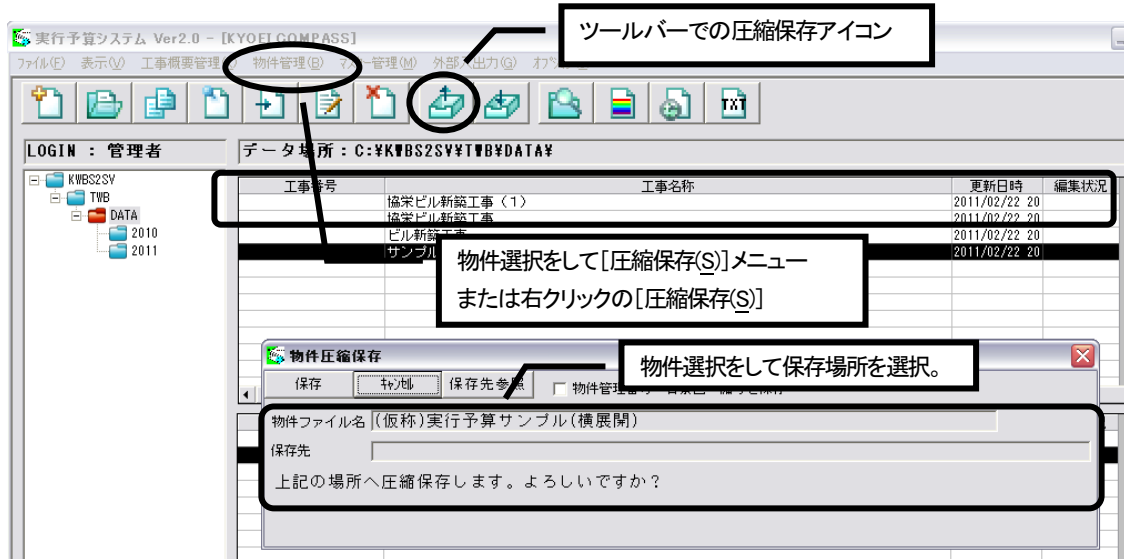 ツールバーでの圧縮保存アイコン
実行予算システム Ver2.0 - [KYOEI COMPASS]
ファイル(F) 表示(V) 工事概要管理 物件管理(B) 管理(M) 外部入出力(G)
TXT
LOGIN : 管理者
データ場所：C:¥KWBS2SV¥TWB¥DATA¥
KWBS2SV
TWB
DATA
2010
2011
工事番号 工事名称 更新日時 編集状況
協栄ビル新築工事（１） 2011/02/22 20
協栄ビル新築工事 2011/02/22 20
ビル新築工事 2011/02/22 20
サンプル 2011/02/22 20
物件選択をして[圧縮保存(S)]メニュー
または右クリックの[圧縮保存(S)]
物件圧縮保存
物件選択をして保存場所を選択。
保存 ｷｬﾝｾﾙ 保存先参照
物件ファイル名 (仮称)実行予算サンプル(横展開)
保存先
上記の場所へ圧縮保存します。よろしいですか？